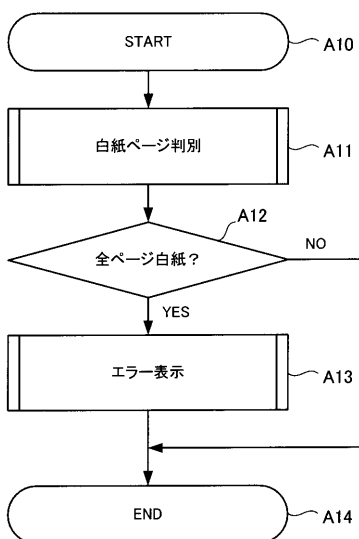 START
A10
白紙ページ判別
A11
A12
全ページ白紙？
NO
YES
エラー表示
A13
END
A14